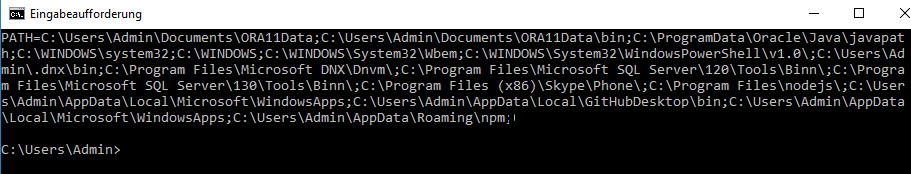 Eingabeaufforderung
PATH=C:\Users\Admin\Documents\ORA11Data;C:\Users\Admin\Documents\ORA11Data\bin;C:\ProgramData\Oracle\Java\javapat
h;C:\WINDOWS\system32;C:\WINDOWS;C:\WINDOWS\System32\Wbem;C:\WINDOWS\System32\WindowsPowerShell\v1.0\;C:\Users\Ad
min\.dnx\bin;C:\Program Files\Microsoft DNX\Dnvm\;C:\Program Files\Microsoft SQL Server\120\Tools\Binn\;C:\Progra
m Files\Microsoft SQL Server\130\Tools\Binn\;C:\Program Files (x86)\Skype\Phone\;C:\Program Files\nodejs\;C:\User
s\Admin\AppData\Local\Microsoft\WindowsApps;C:\Users\Admin\AppData\Local\GitHubDesktop\bin;C:\Users\Admin\AppData
\Local\Microsoft\WindowsApps;C:\Users\Admin\AppData\Roaming\npm;
C:\Users\Admin>